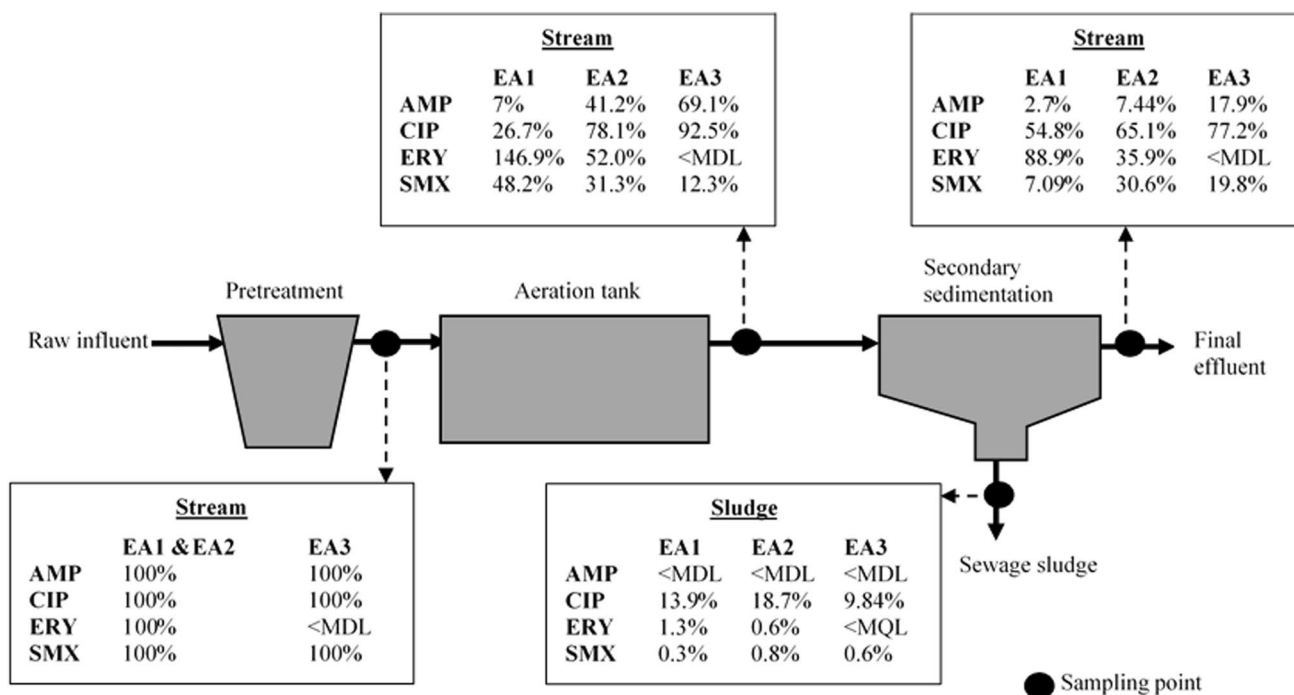 Stream
EA1 EA2 EA3
AMP 7% 41.2% 69.1%
CIP 26.7% 78.1% 92.5%
ERY 146.9% 52.0% <MDL
SMX 48.2% 31.3% 12.3%
Stream
EA1 EA2 EA3
AMP 2.7% 7.44% 17.9%
CIP 54.8% 65.1% 77.2%
ERY 88.9% 35.9% <MDL
SMX 7.09% 30.6% 19.8%
Raw influent
Pretreatment
Aeration tank
Secondary
sedimentation
Final
effluent
Stream
EA1 & EA2 EA3
AMP 100% 100%
CIP 100% 100%
ERY 100% <MDL
SMX 100% 100%
Sludge
EA1 EA2 EA3
AMP <MDL <MDL <MDL
CIP 13.9% 18.7% 9.84%
ERY 1.3% 0.6% <MQL
SMX 0.3% 0.8% 0.6%
Sewage sludge
Sampling point